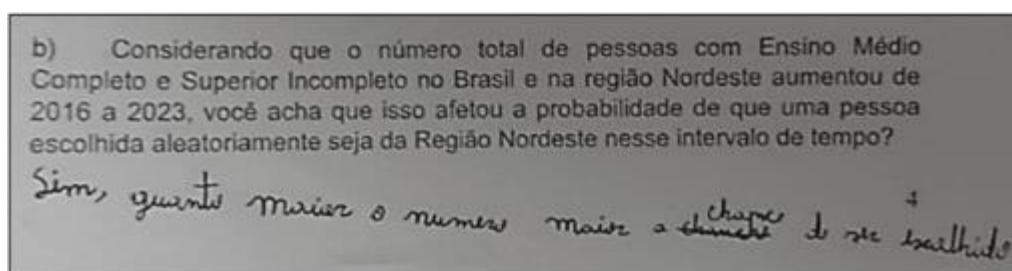 b) Considerando que o número total de pessoas com Ensino Médio
Completo e Superior Incompleto no Brasil e na região Nordeste aumentou de
2016 a 2023, você acha que isso afetou a probabilidade de que uma pessoa
escolhida aleatoriamente seja da Região Nordeste nesse intervalo de tempo?
Sim, quanto maior o numero maior a de ser escolhido